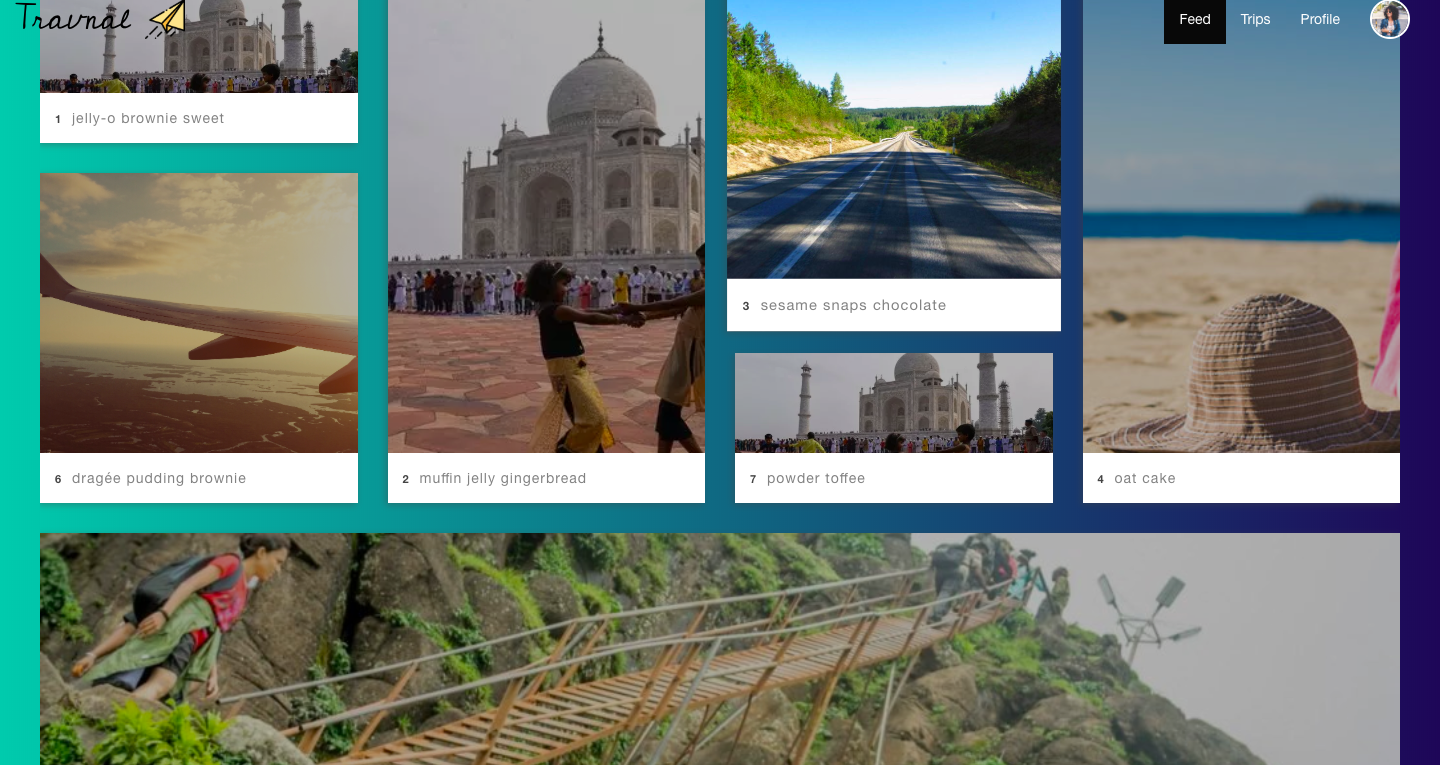 Travnal
Feed Trips Profile
1 jelly-o brownie sweet
3 sesame snaps chocolate
6 dragée pudding brownie
2 muffin jelly gingerbread
7 powder toffee
4 oat cake